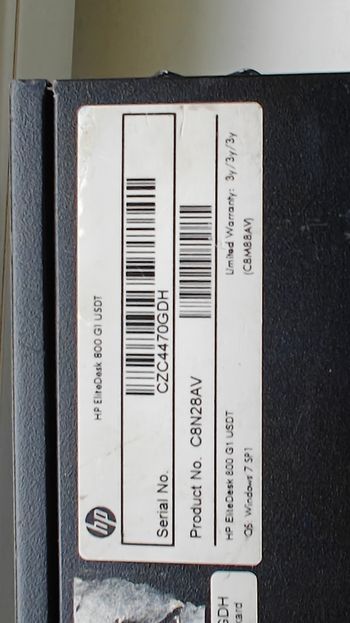 hp
HP EliteDesk 800 G1 USDT
Serial No.
CZC4470GDH
Product No. C8N28AV
HP EliteDesk 800 G1 USDT
OS Windows 7 SP1
Limited Warranty: 3y/3y/3y
(C8M88AV)
GDH